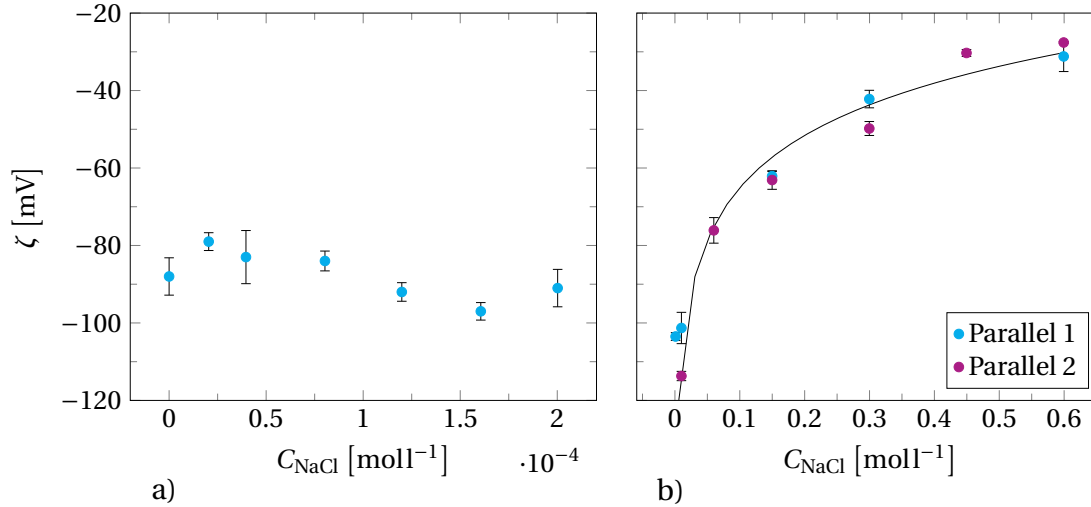 −20
−40
−60
−80
−100
−120
ζ [mV]
0 0.5 1 1.5 2
·10⁻⁴
C_NaCl [moll⁻¹]
a)
0 0.1 0.2 0.3 0.4 0.5 0.6
C_NaCl [moll⁻¹]
b)
Parallel 1
Parallel 2